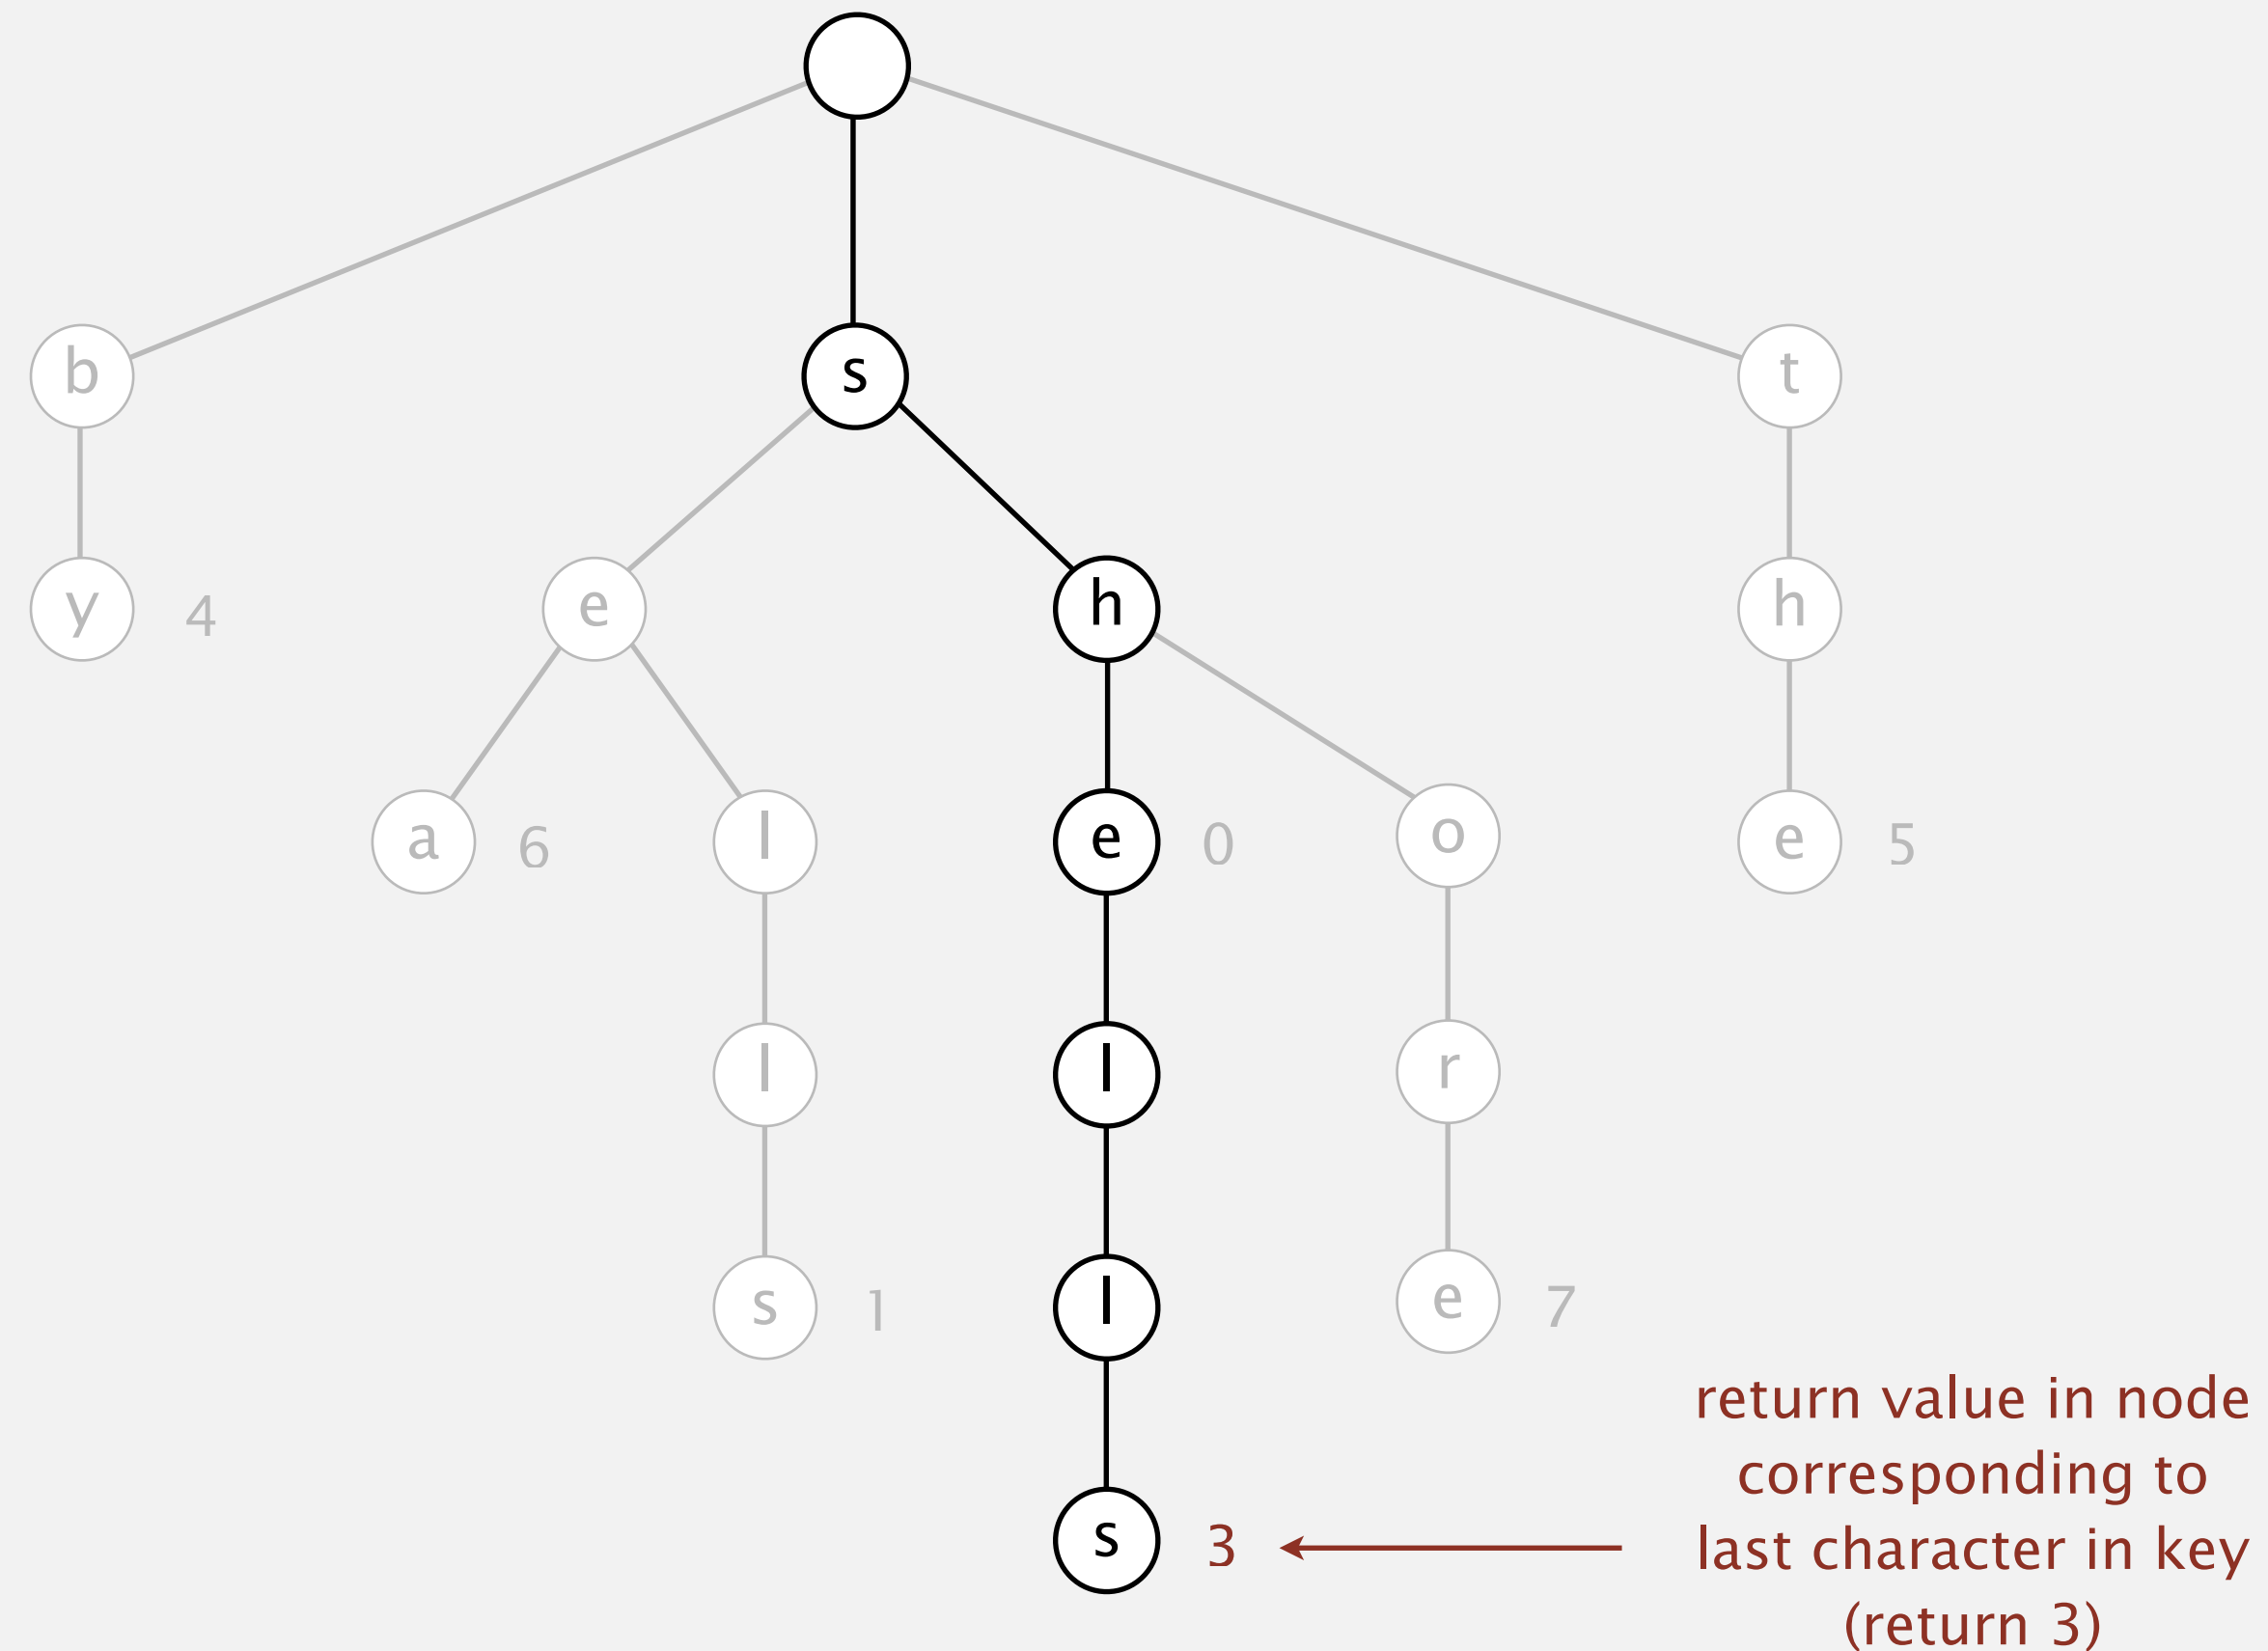 b s t
y 4 e h h
a 6 l e 0 o e 5
l l r
s 1 l e 7
s 3
return value in node
corresponding to
last character in key
(return 3)